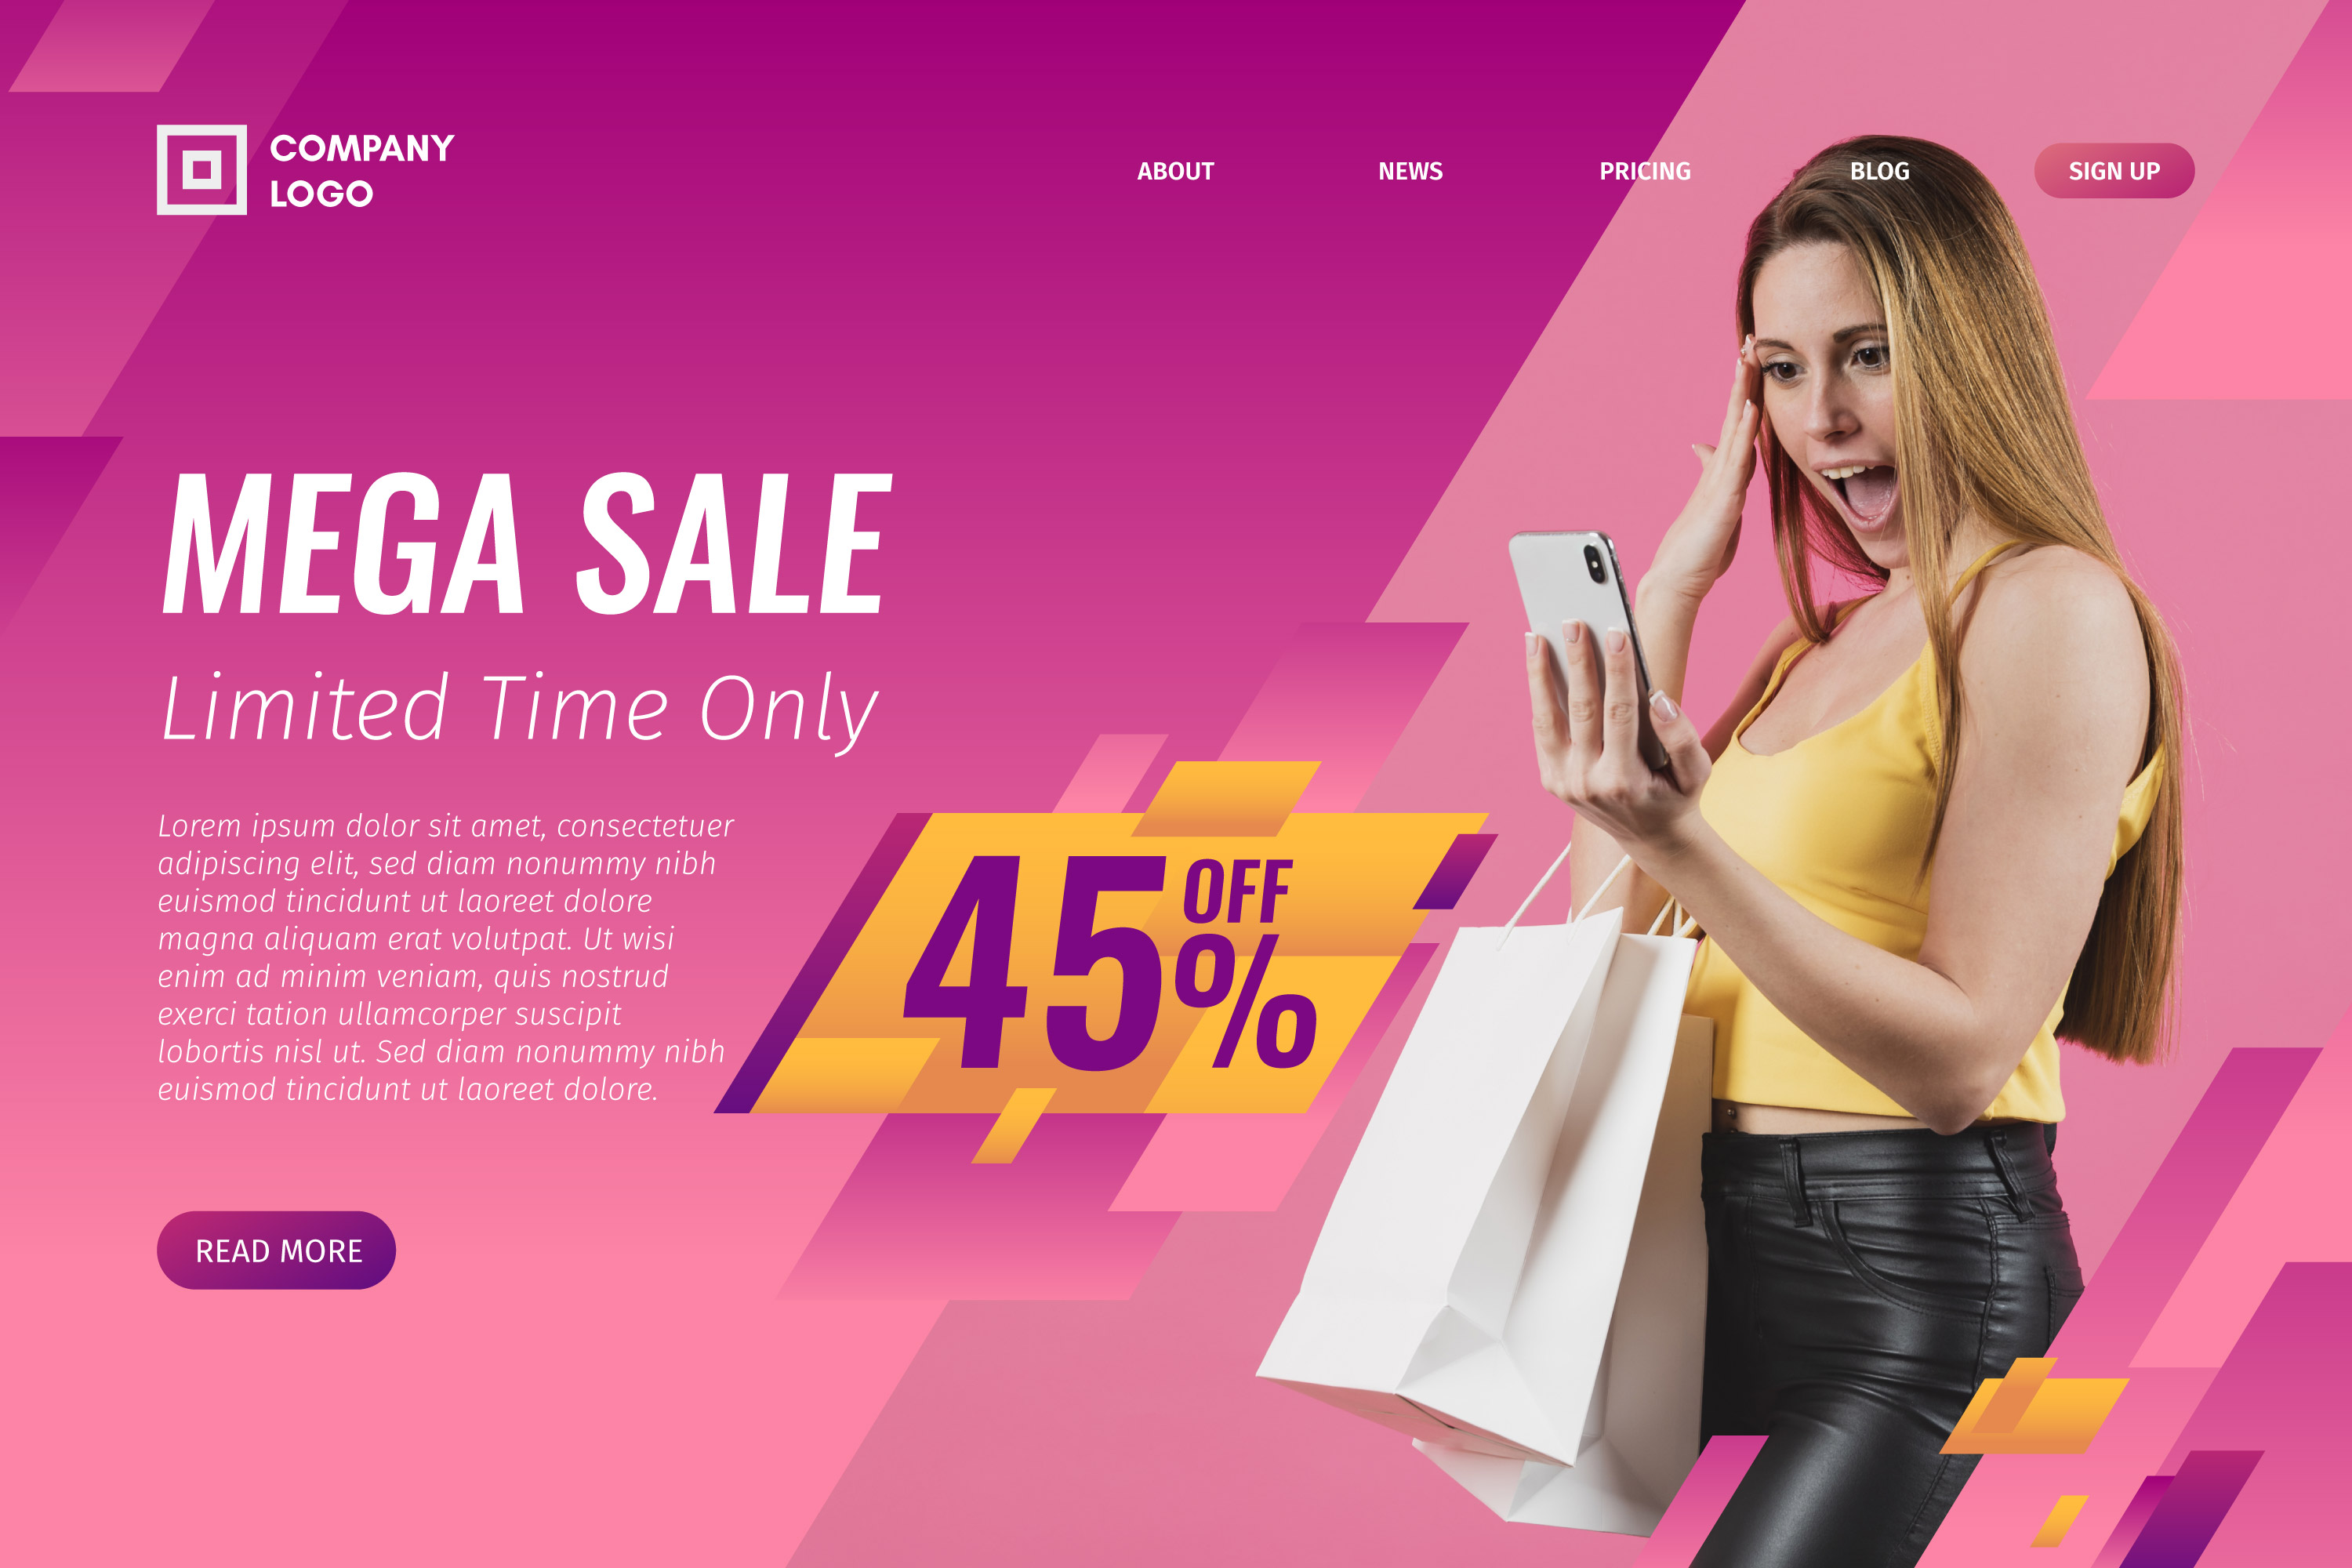 COMPANY
LOGO
ABOUT
NEWS
PRICING
BLOG
SIGN UP
MEGA SALE
Limited Time Only
Lorem ipsum dolor sit amet, consectetuer
adipiscing elit, sed diam nonummy nibh
euismod tincidunt ut laoreet dolore
magna aliquam erat volutpat. Ut wisi
enim ad minim veniam, quis nostrud
exerci tation ullamcorper suscipit
lobortis nisl ut. Sed diam nonummy nibh
euismod tincidunt ut laoreet dolore.
45% OFF
READ MORE